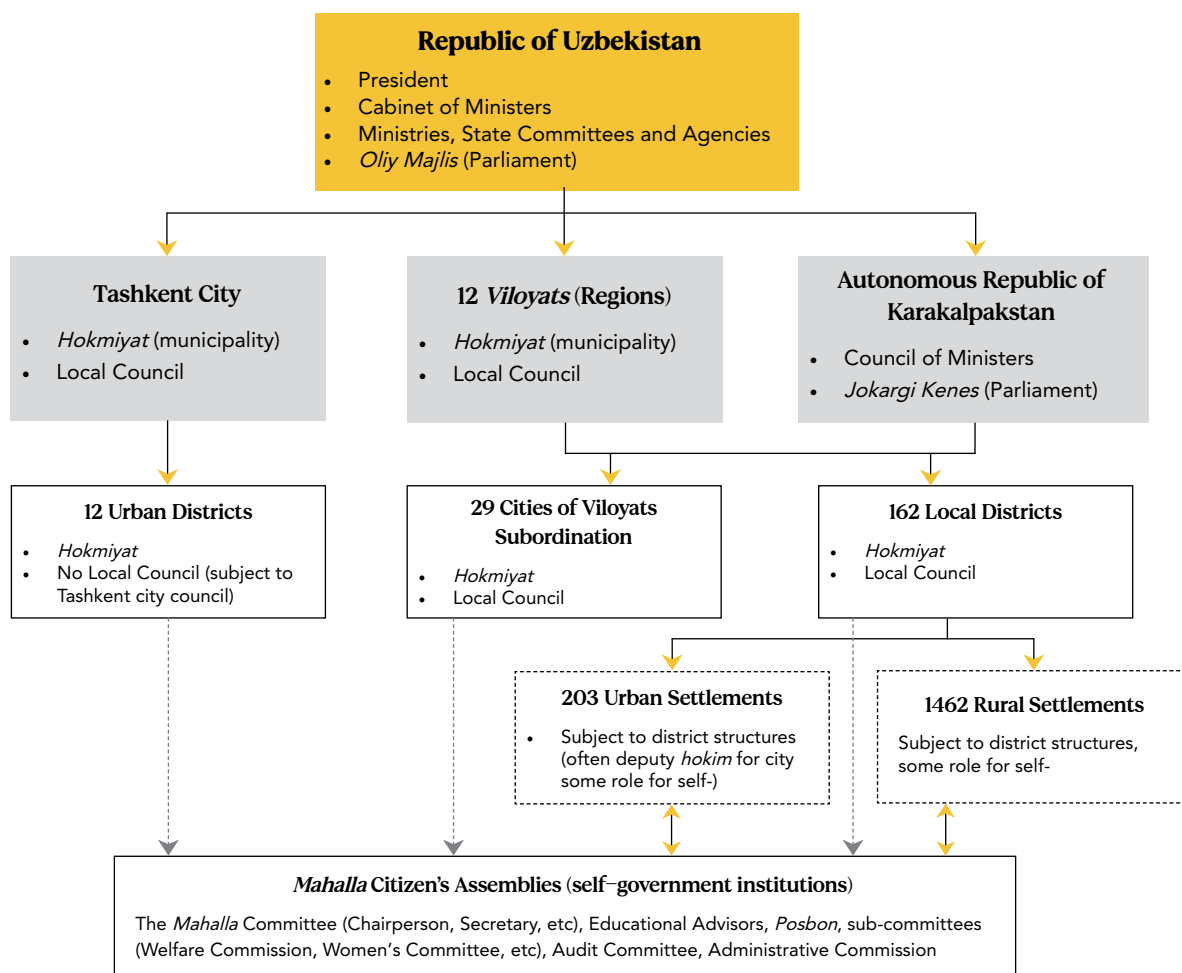 Republic of Uzbekistan
• President
• Cabinet of Ministers
• Ministries, State Committees and Agencies
• Oliy Majlis (Parliament)
Tashkent City
• Hokmiyat (municipality)
• Local Council
12 Viloyats (Regions)
• Hokmiyat (municipality)
• Local Council
Autonomous Republic of
Karakalpakstan
• Council of Ministers
• Jokargi Kenes (Parliament)
12 Urban Districts
• Hokmiyat
• No Local Council (subject to
Tashkent city council)
29 Cities of Viloyats
Subordination
• Hokmiyat
• Local Council
162 Local Districts
• Hokmiyat
• Local Council
203 Urban Settlements
• Subject to district structures
(often deputy hokim for city
some role for self-)
1462 Rural Settlements
Subject to district structures,
some role for self-
Mahalla Citizen's Assemblies (self–government institutions)
The Mahalla Committee (Chairperson, Secretary, etc), Educational Advisors, Posbon, sub-committees
(Welfare Commission, Women's Committee, etc), Audit Committee, Administrative Commission